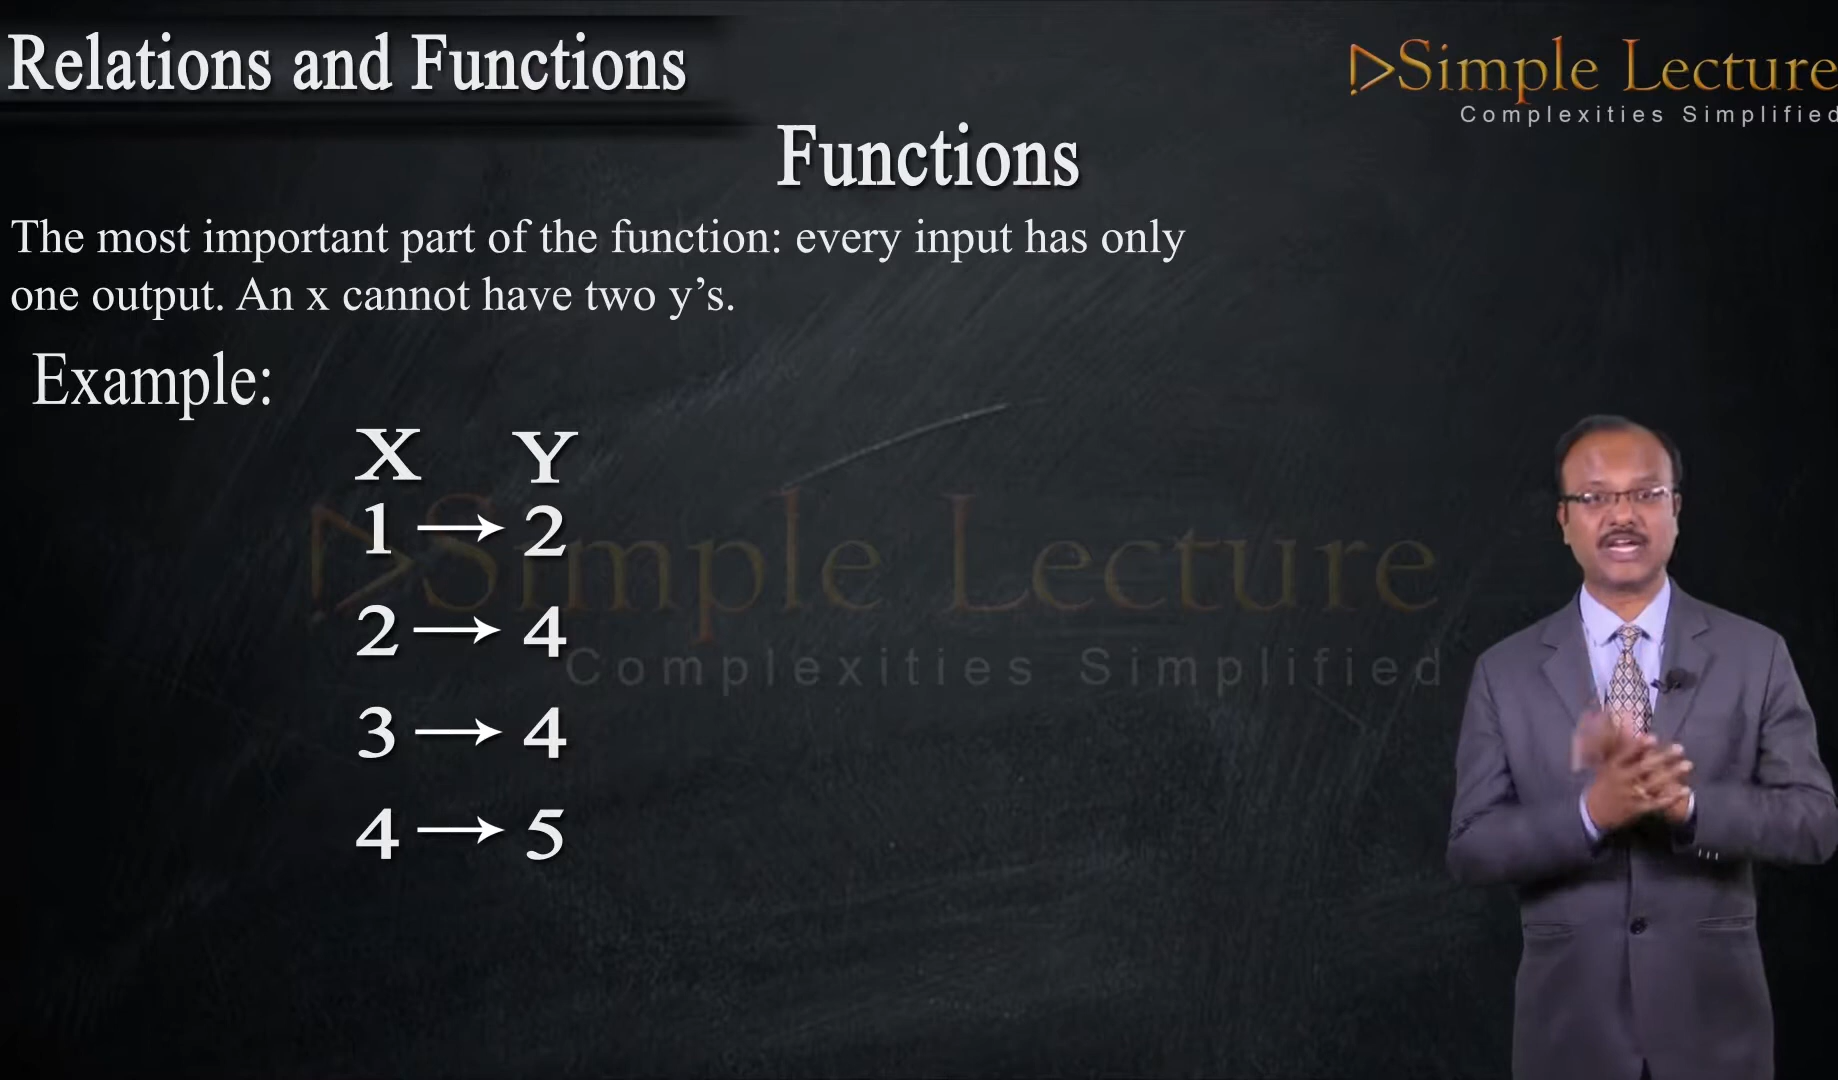 Relations and Functions
Simple Lecture
Complexities Simplified
Functions
The most important part of the function: every input has only
one output. An x cannot have two y’s.
Example:
X Y
1 → 2
2 → 4
3 → 4
4 → 5
Simple Lecture
Complexities Simplified